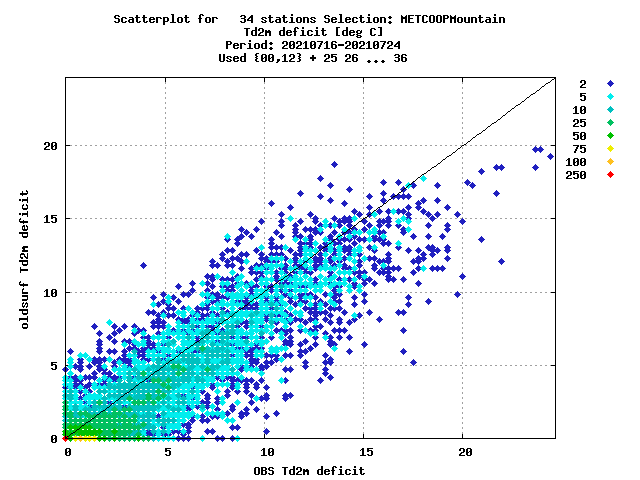 Scatterplot for 34 stations Selection: METCOOPMountain
Td2m deficit [deg C]
Period: 20210716-20210724
Used {00,12} + 25 26 ... 36
2
5
10
25
50
75
100
250
oldsurf Td2m deficit
20
15
10
5
0
0 5 10 15 20
OBS Td2m deficit